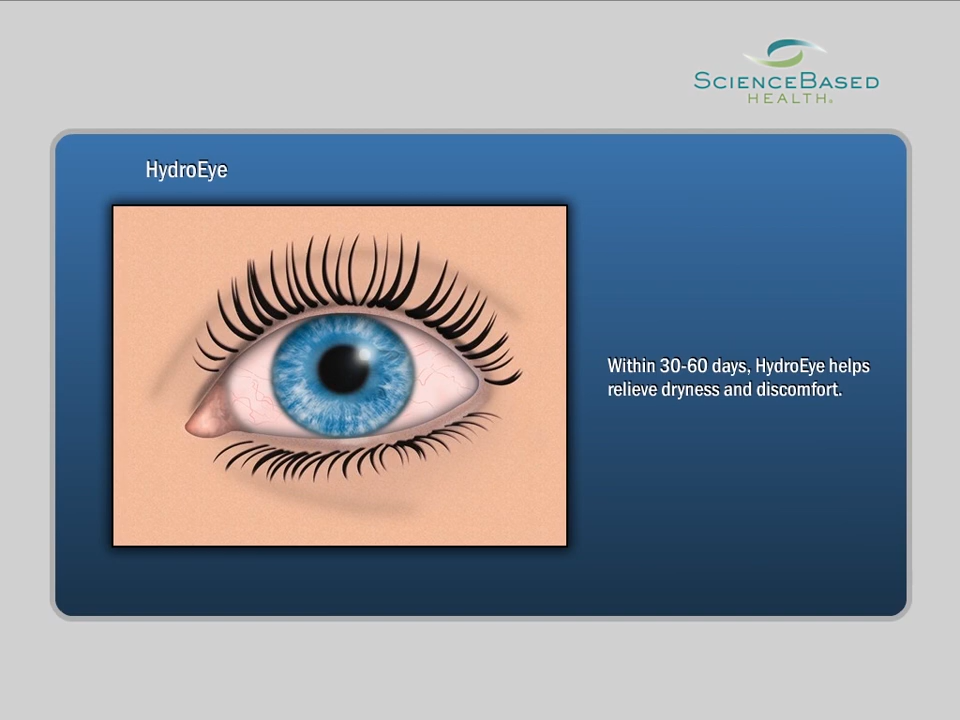 SCIENCEBASED
HEALTH®
HydroEye
Within 30-60 days, HydroEye helps
relieve dryness and discomfort.